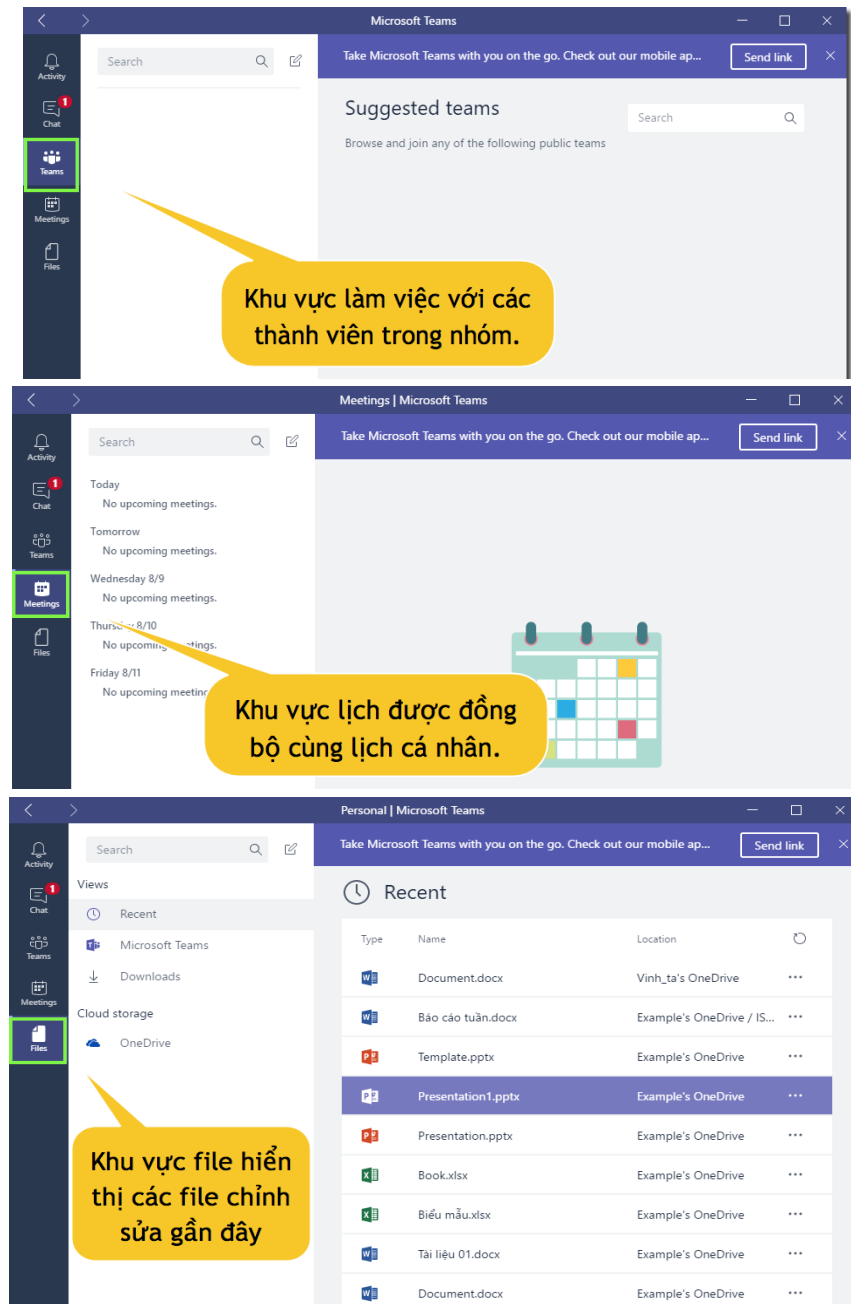 Microsoft Teams
Activity
Chat
1
Teams
Meetings
Files
Search
Take Microsoft Teams with you on the go. Check out our mobile ap...
Send link
Suggested teams
Search
Browse and join any of the following public teams
Khu vực làm việc với các
thành viên trong nhóm.
Meetings | Microsoft Teams
Activity
Chat
1
Teams
Meetings
Files
Search
Take Microsoft Teams with you on the go. Check out our mobile ap...
Send link
Today
No upcoming meetings.
Tomorrow
No upcoming meetings.
Wednesday 8/9
No upcoming meetings.
8/10
No upcoming
Friday 8/11
No upcoming
Khu vực lịch được đồng
bộ cùng lịch cá nhân.
Personal | Microsoft Teams
Activity
Chat
1
Teams
Meetings
Files
Search
Take Microsoft Teams with you on the go. Check out our mobile ap...
Send link
Views
Recent
Microsoft Teams
Downloads
Cloud storage
OneDrive
Recent
Type Name Location
Document.docx Vinh_ta's OneDrive
Báo cáo tuần.docx Example's OneDrive / IS...
Template.pptx Example's OneDrive
Presentation1.pptx Example's OneDrive
Presentation.pptx Example's OneDrive
Book.xlsx Example's OneDrive
Biểu mẫu.xlsx Example's OneDrive
Tài liệu 01.docx Example's OneDrive
Document.docx Example's OneDrive
Khu vực file hiển
thị các file chỉnh
sửa gần đây